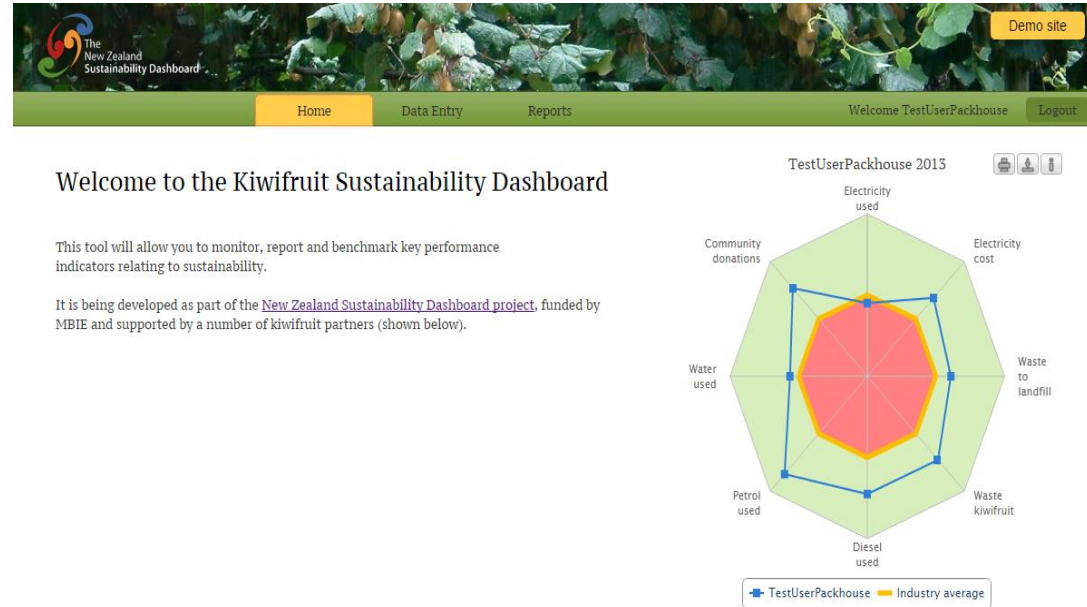 The
New Zealand
Sustainability Dashboard
Demo site
Home
Data Entry
Reports
Welcome TestUserPackhouse
Logout
Welcome to the Kiwifruit Sustainability Dashboard
This tool will allow you to monitor, report and benchmark key performance
indicators relating to sustainability.
It is being developed as part of the New Zealand Sustainability Dashboard project, funded by
MBIE and supported by a number of kiwifruit partners (shown below).
TestUserPackhouse 2013
Electricity
used
Electricity
cost
Waste
to
landfill
Waste
kiwifruit
Diesel
used
Petrol
used
Water
used
Community
donations
TestUserPackhouse
Industry average